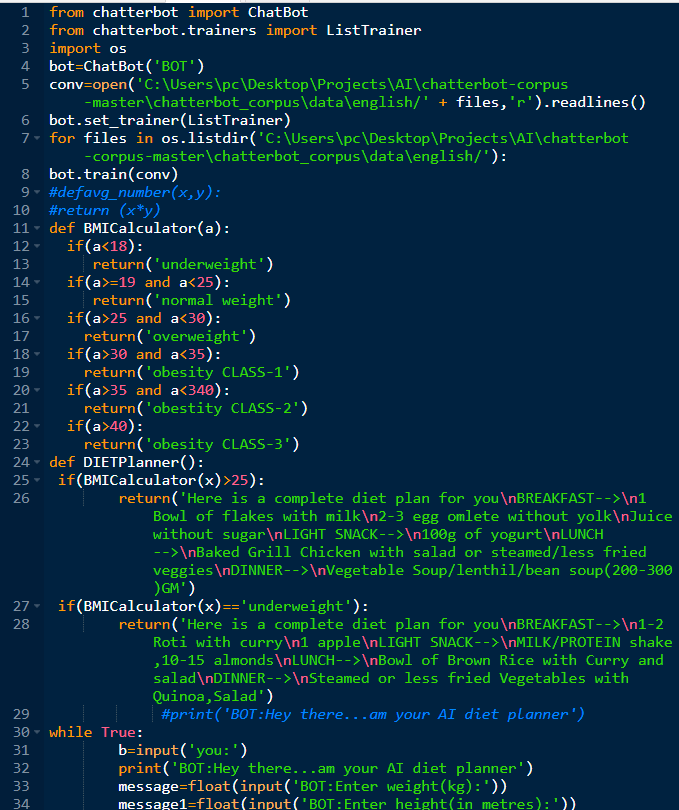 1 from chatterbot import ChatBot
2 from chatterbot.trainers import ListTrainer
3 import os
4 bot=ChatBot('BOT')
5 conv=open('C:\Users\pc\Desktop\Projects\AI\chatterbot-corpus
-master\chatterbot_corpus\data\english/' + files,'r').readlines()
6 bot.set_trainer(ListTrainer)
7 for files in os.listdir('C:\Users\pc\Desktop\Projects\AI\chatterbot
-corpus-master\chatterbot_corpus\data\english/'):
8 bot.train(conv)
9 #defavg_number(x,y):
10 #return (x*y)
11 def BMICalculator(a):
12 if(a<18):
13 return('underweight')
14 if(a>=19 and a<25):
15 return('normal weight')
16 if(a>25 and a<30):
17 return('overweight')
18 if(a>30 and a<35):
19 return('obesity CLASS-1')
20 if(a>35 and a<340):
21 return('obestity CLASS-2')
22 if(a>40):
23 return('obesity CLASS-3')
24 def DIETPlanner():
25 if(BMICalculator(x)>25):
26 return('Here is a complete diet plan for you\nBREAKFAST-->\n1
Bowl of flakes with milk\n2-3 egg omlete without yolk\nJuice
without sugar\nLIGHT SNACK-->\n100g of yogurt\nLUNCH
-->\nBaked Grill Chicken with salad or steamed/less fried
veggies\nDINNER-->\nVegetable Soup/lenthil/bean soup(200-300
)GM')
27 if(BMICalculator(x)=='underweight'):
28 return('Here is a complete diet plan for you\nBREAKFAST-->\n1-2
Roti with curry\n1 apple\nLIGHT SNACK-->\nMILK/PROTEIN shake
,10-15 almonds\nLUNCH-->\nBowl of Brown Rice with Curry and
salad\nDINNER-->\nSteamed or less fried Vegetables with
Quinoa,Salad')
29 #print('BOT:Hey there...am your AI diet planner')
30 while True:
31 b=input('you:')
32 print('BOT:Hey there...am your AI diet planner')
33 message=float(input('BOT:Enter weight(kg):'))
34 message1=float(input('BOT:Enter height(in metres):'))